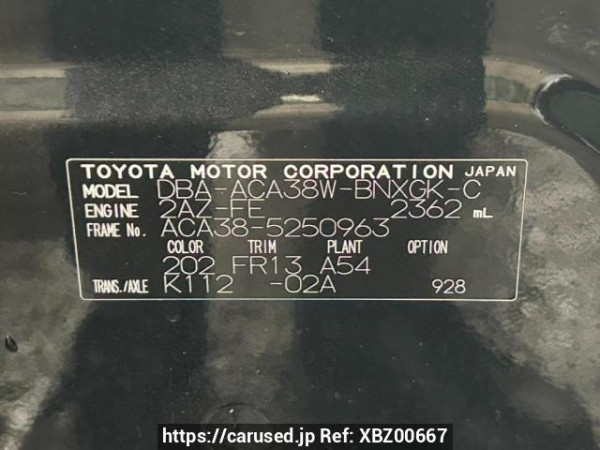 TOYOTA MOTOR CORPORATION JAPAN
MODEL DBA-ACA38W-BNXGK-C
ENGINE 2AZ-FE 2362 mL
FRAME No. ACA38-5250963
COLOR TRIM PLANT OPTION
202 FR13 A54
TRANS./AXLE K112 -02A 928
https://carused.jp Ref: XBZ00667